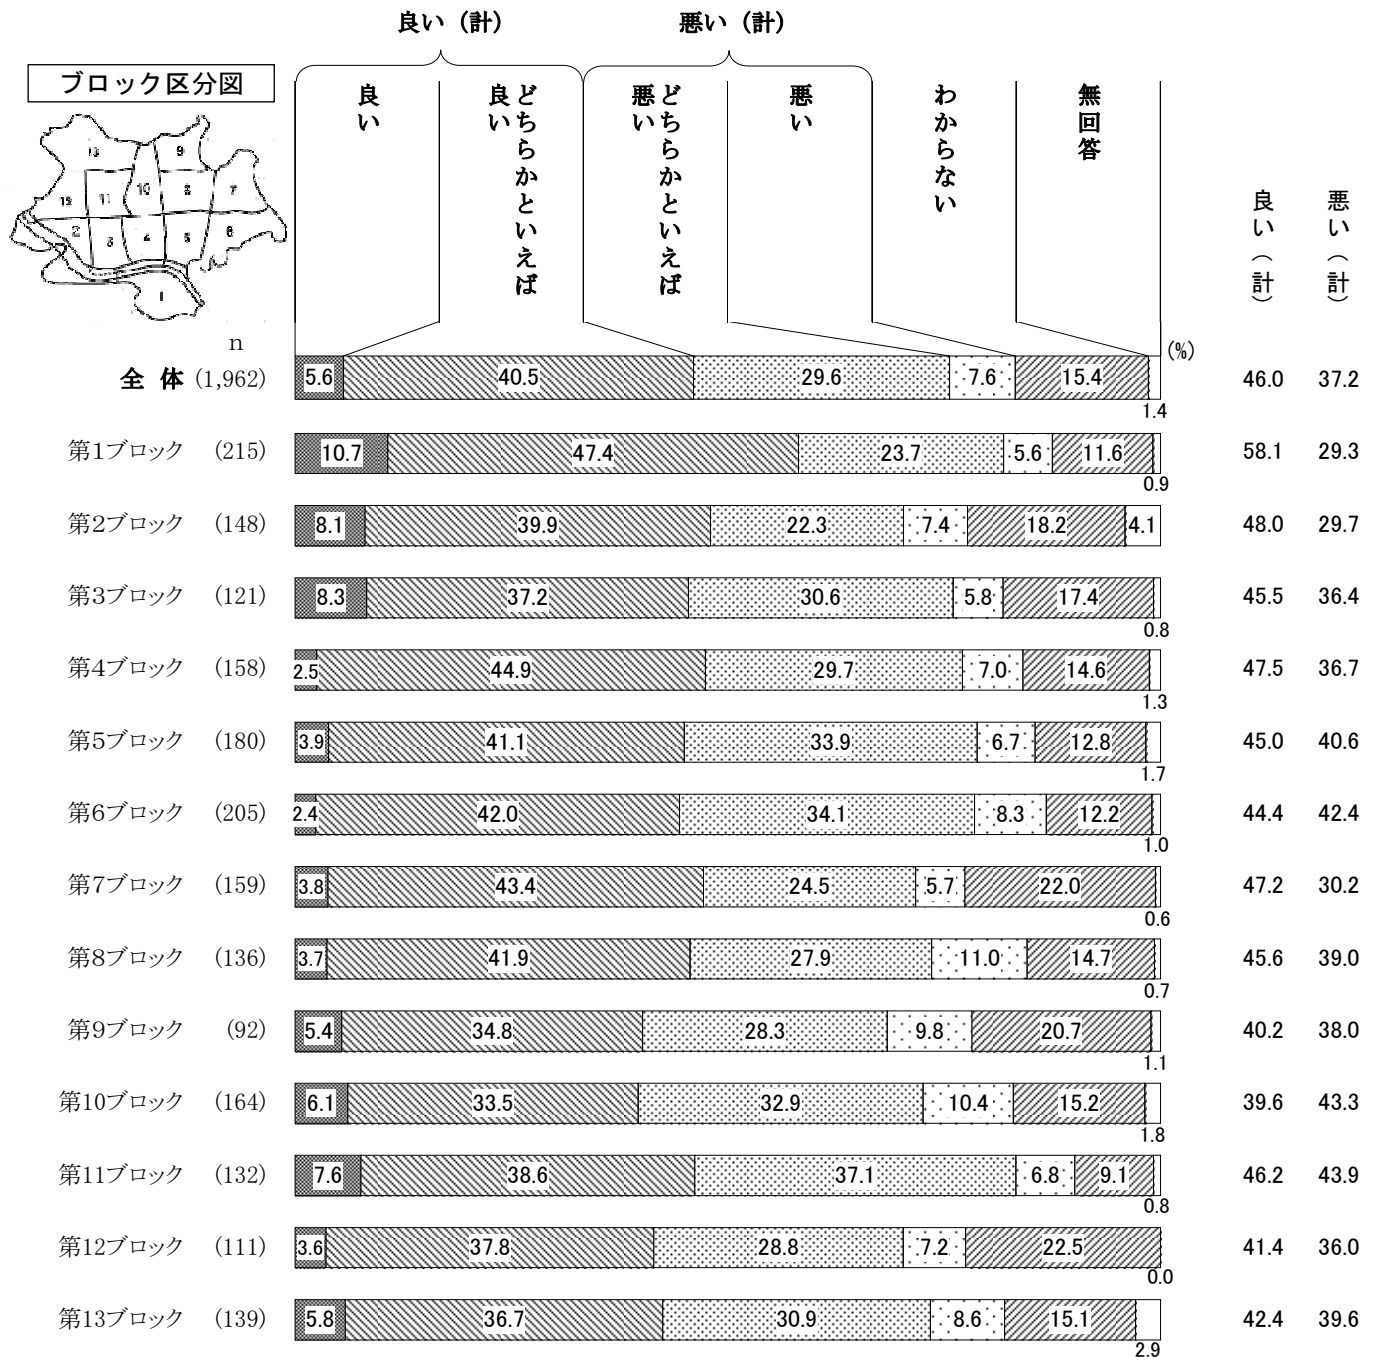 良い（計） 悪い（計）
ブロック区分図
良い
どちらかといえば
良い
どちらかといえば
悪い
悪い
わからない
無回答
良い（計）
悪い（計）
13
9
10
8
7
12
11
2
3
4
5
6
1
n
(%)
全 体 (1,962) 5.6 40.5 29.6 7.6 15.4 1.4 46.0 37.2
第1ブロック (215) 10.7 47.4 23.7 5.6 11.6 0.9 58.1 29.3
第2ブロック (148) 8.1 39.9 22.3 7.4 18.2 4.1 48.0 29.7
第3ブロック (121) 8.3 37.2 30.6 5.8 17.4 0.8 45.5 36.4
第4ブロック (158) 2.5 44.9 29.7 7.0 14.6 1.3 47.5 36.7
第5ブロック (180) 3.9 41.1 33.9 6.7 12.8 1.7 45.0 40.6
第6ブロック (205) 2.4 42.0 34.1 8.3 12.2 1.0 44.4 42.4
第7ブロック (159) 3.8 43.4 24.5 5.7 22.0 0.6 47.2 30.2
第8ブロック (136) 3.7 41.9 27.9 11.0 14.7 0.7 45.6 39.0
第9ブロック (92) 5.4 34.8 28.3 9.8 20.7 1.1 40.2 38.0
第10ブロック (164) 6.1 33.5 32.9 10.4 15.2 1.8 39.6 43.3
第11ブロック (132) 7.6 38.6 37.1 6.8 9.1 0.8 46.2 43.9
第12ブロック (111) 3.6 37.8 28.8 7.2 22.5 0.0 41.4 36.0
第13ブロック (139) 5.8 36.7 30.9 8.6 15.1 2.9 42.4 39.6